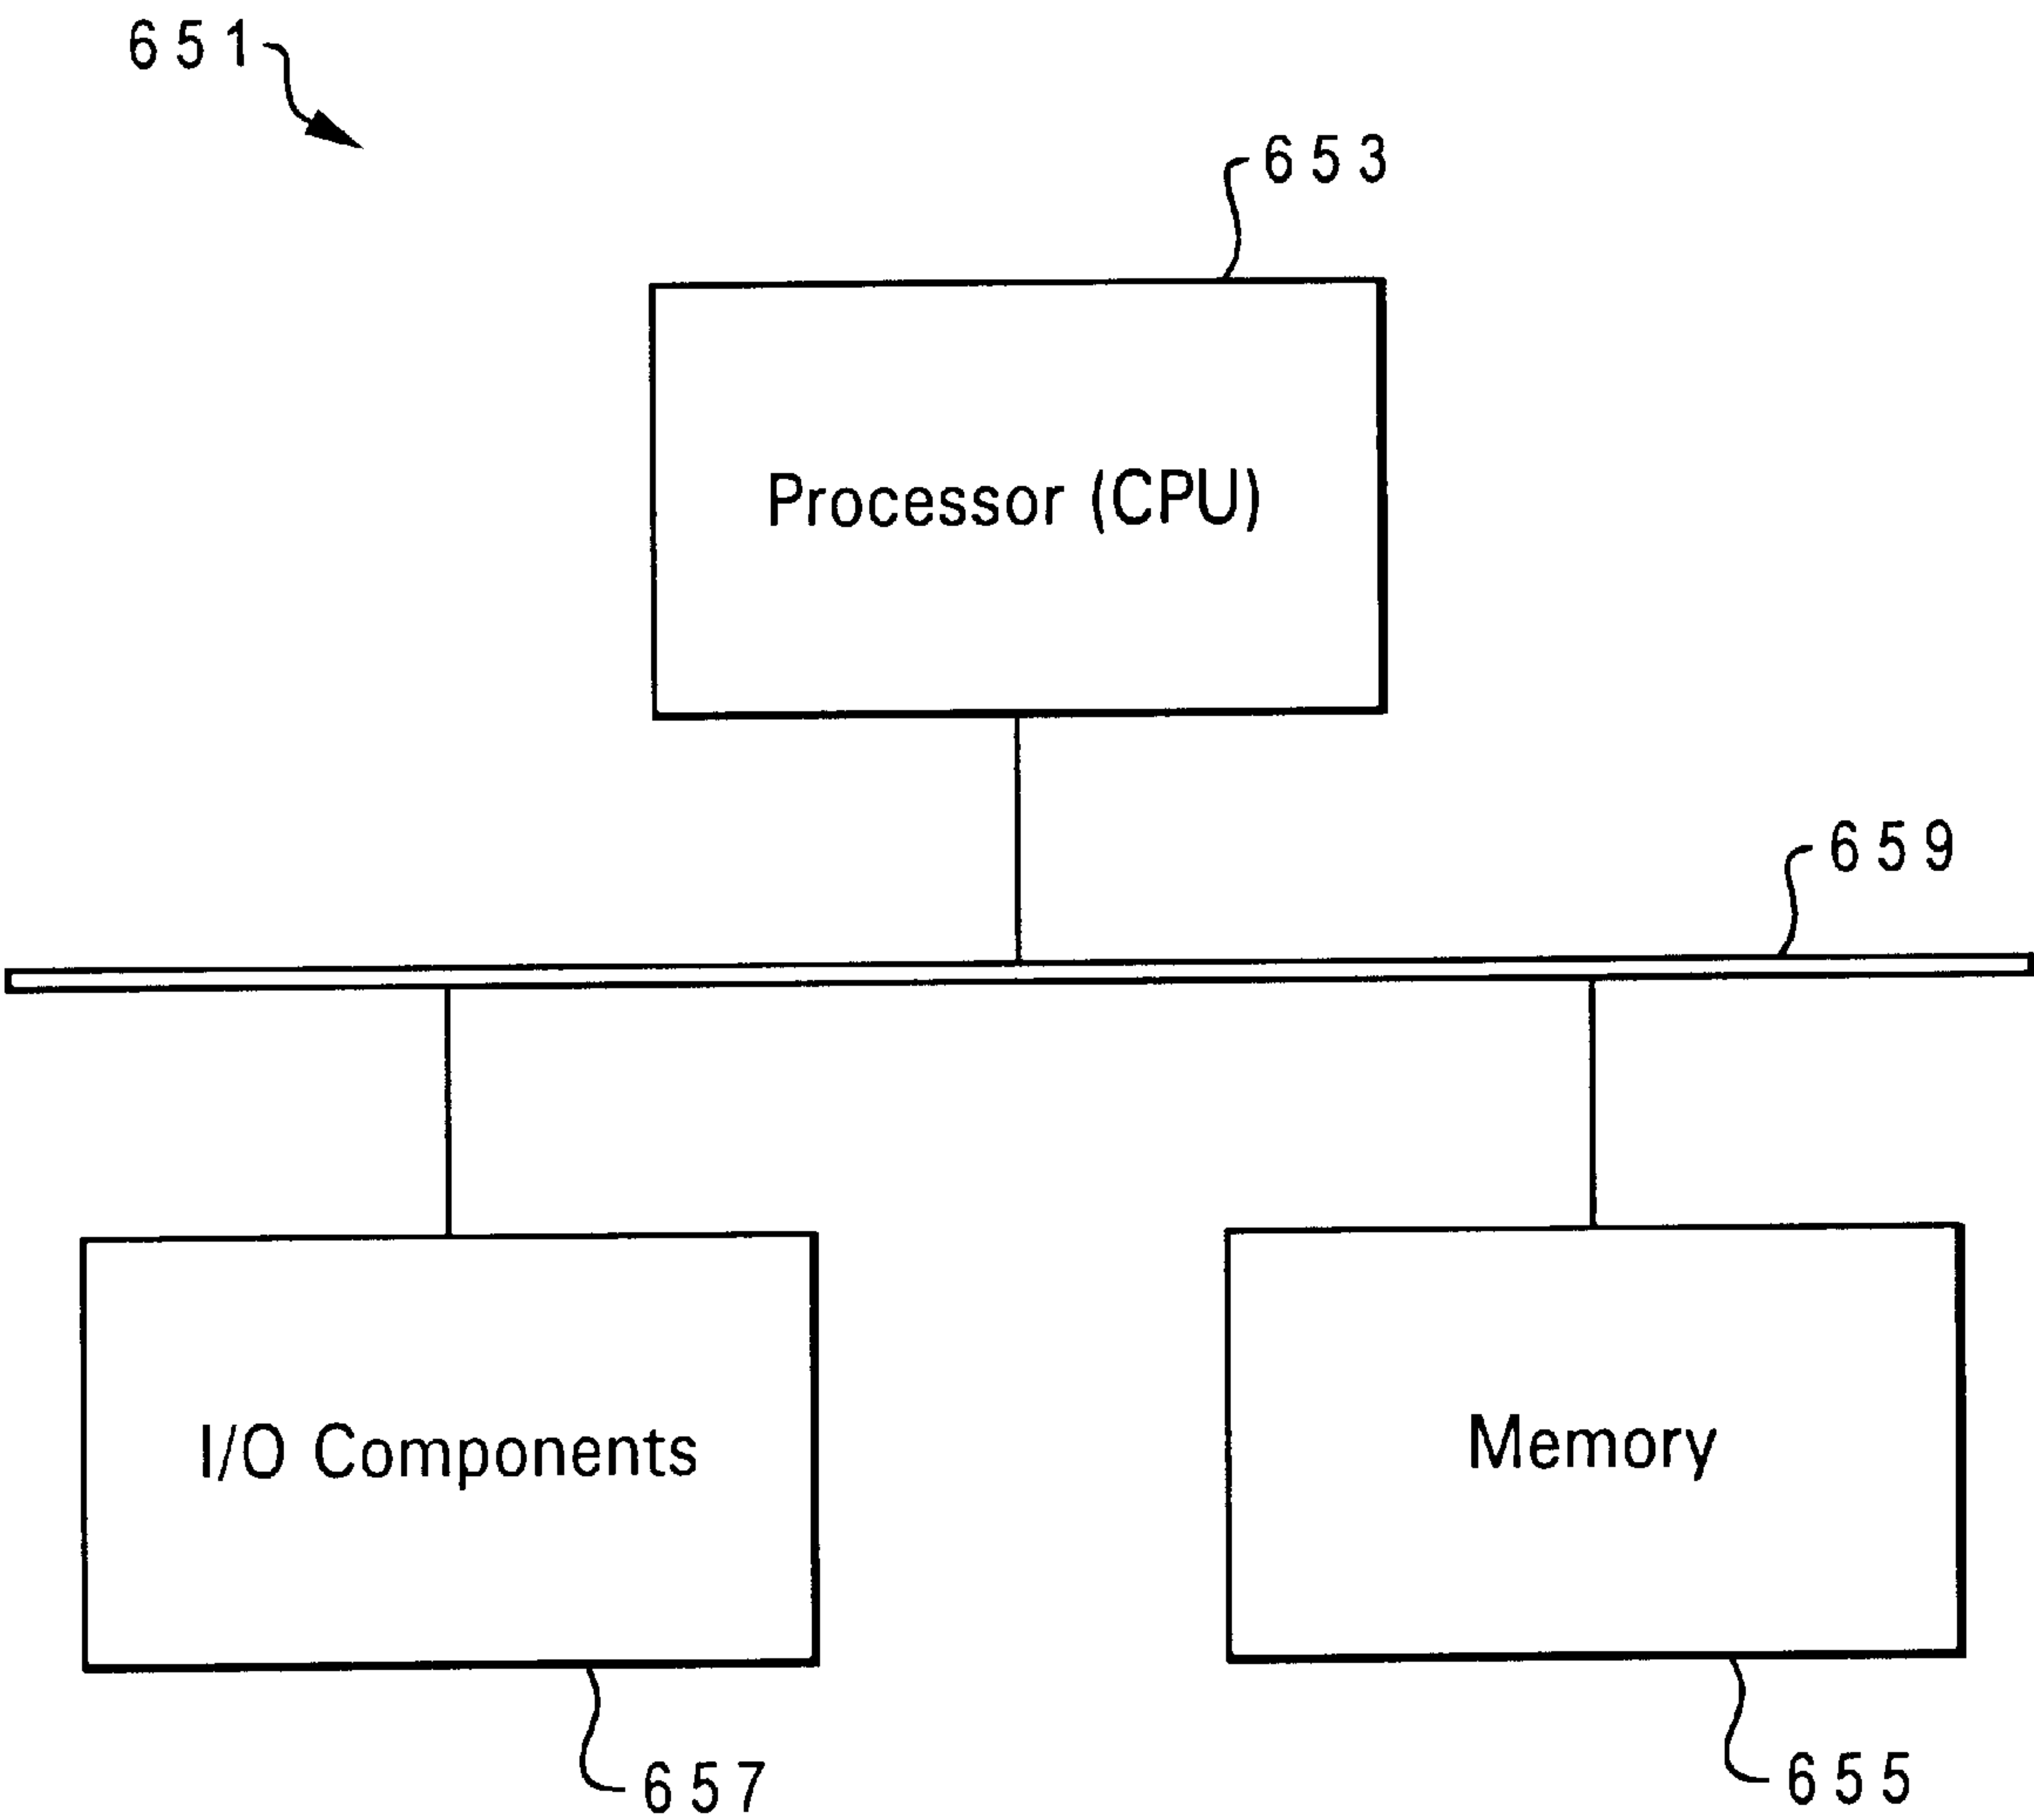 651
653
Processor (CPU)
659
I/O Components
Memory
657
655